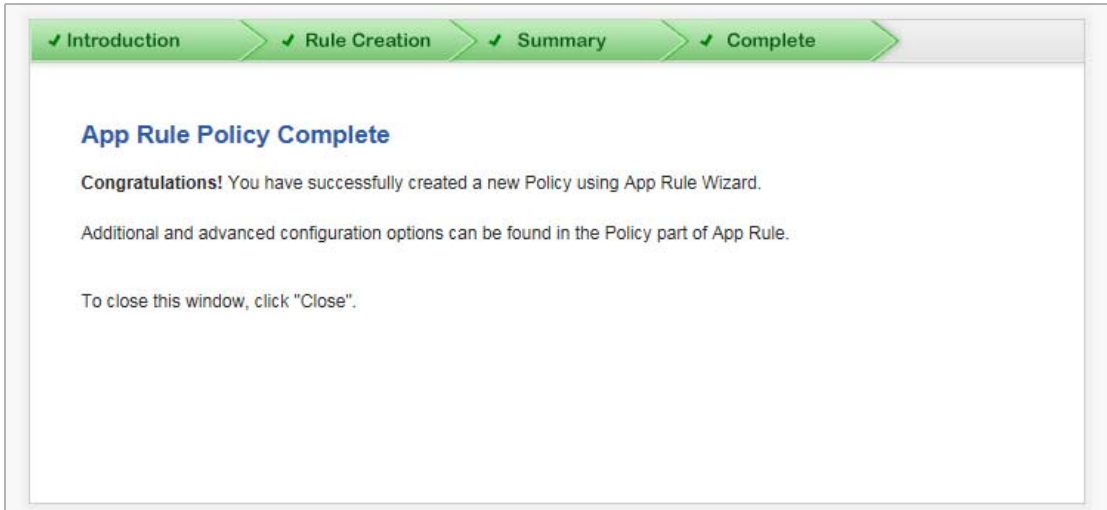 Introduction Rule Creation Summary Complete
App Rule Policy Complete
Congratulations! You have successfully created a new Policy using App Rule Wizard.
Additional and advanced configuration options can be found in the Policy part of App Rule.
To close this window, click "Close".